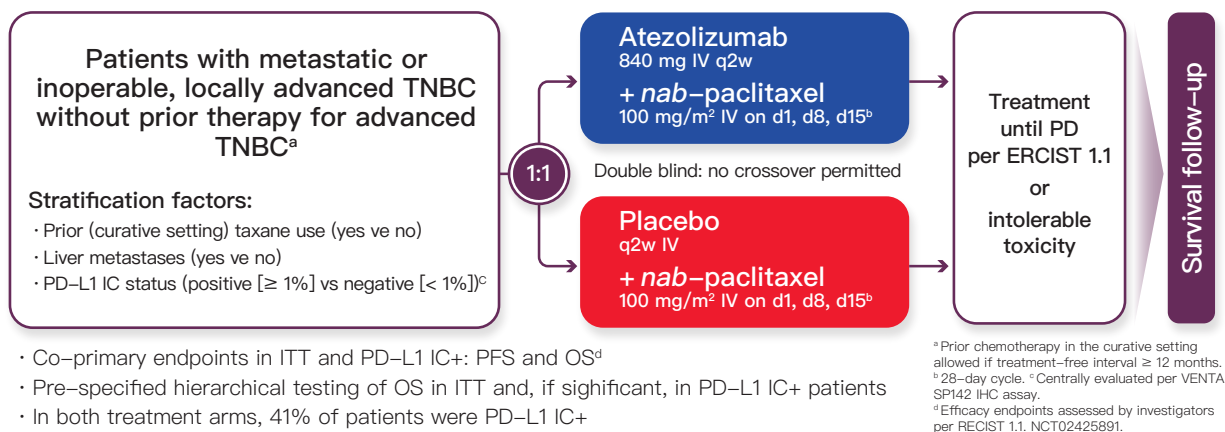 Patients with metastatic or
inoperable, locally advanced TNBC
without prior therapy for advanced
TNBCᵃ
Stratification factors:
· Prior (curative setting) taxane use (yes ve no)
· Liver metastases (yes ve no)
· PD-L1 IC status (positive [≥ 1%] vs negative [< 1%])ᶜ
1:1
Atezolizumab
840 mg IV q2w
+ nab-paclitaxel
100 mg/m² IV on d1, d8, d15ᵇ
Double blind: no crossover permitted
Placebo
q2w IV
+ nab-paclitaxel
100 mg/m² IV on d1, d8, d15ᵇ
Treatment
until PD
per ERCIST 1.1
or
intolerable
toxicity
Survival follow-up
· Co-primary endpoints in ITT and PD-L1 IC+: PFS and OSᵈ
· Pre-specified hierarchical testing of OS in ITT and, if sighificant, in PD-L1 IC+ patients
· In both treatment arms, 41% of patients were PD-L1 IC+
ᵃ Prior chemotherapy in the curative setting
allowed if treatment-free interval ≥ 12 months.
ᵇ 28-day cycle. ᶜ Centrally evaluated per VENTA
SP142 IHC assay.
ᵈ Efficacy endpoints assessed by investigators
per RECIST 1.1. NCT02425891.